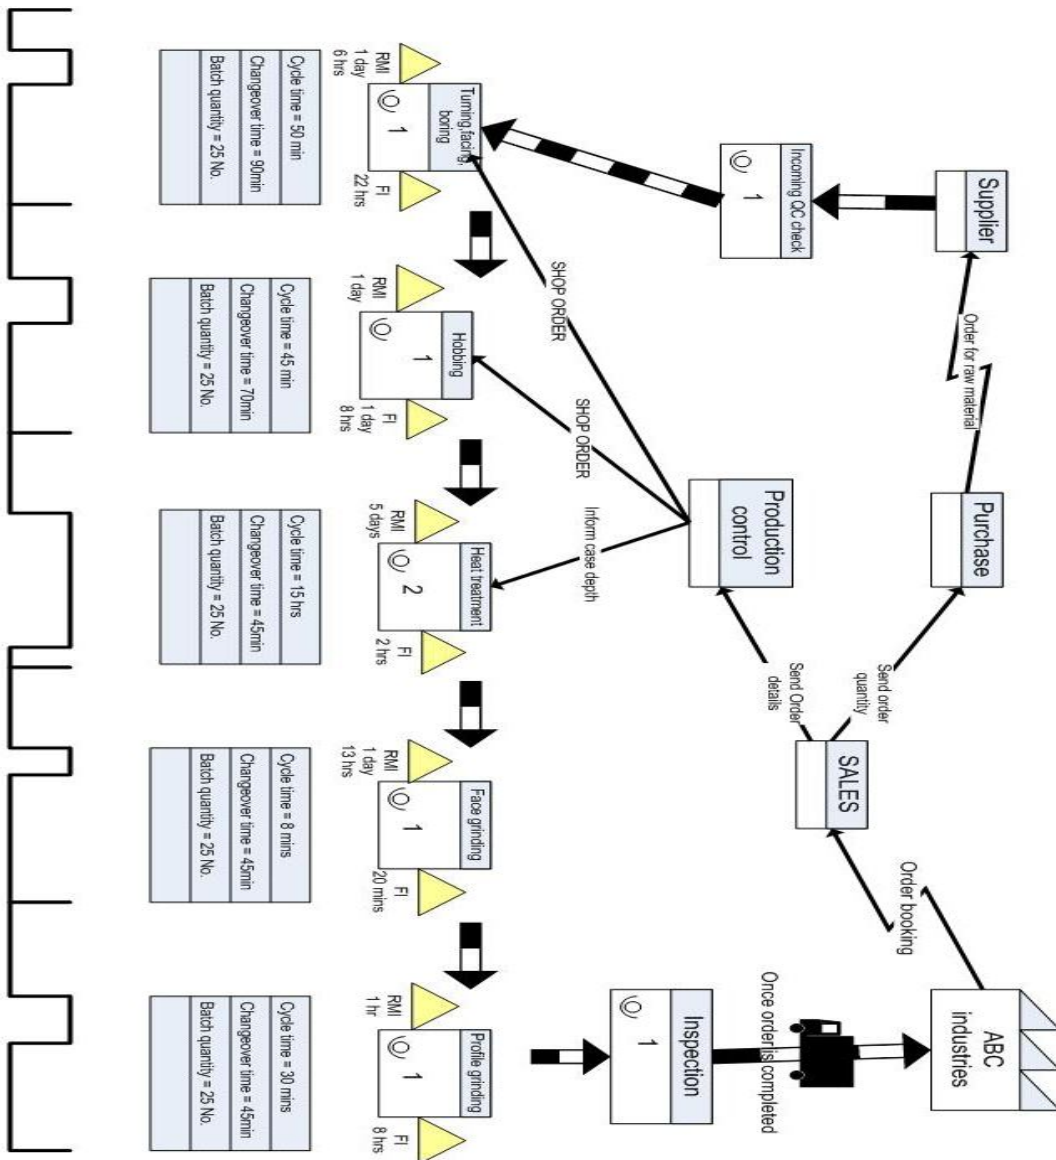 Supplier
Order for raw material
Purchase
Send order
quantity
SALES
Order booking
ABC
industries
Incoming QC check
1
Production
control
Send Order
details
SHOP ORDER
SHOP ORDER
Inform case depth
Once order is completed
Inspection
1
Turning,facing,
boring
1
RMI
1 day
6 hrs
FI
22 hrs
Hobbing
1
RMI
1 day
FI
1 day
8 hrs
Heat treatment
2
RMI
5 days
FI
2 hrs
Face grinding
1
RMI
1 day
13 hrs
FI
20 mins
Profile grinding
1
RMI
1 hr
FI
8 hrs
Cycle time = 50 min
Changeover time = 90min
Batch quantity = 25 No.
Cycle time = 45 min
Changeover time = 70min
Batch quantity = 25 No.
Cycle time = 15 hrs
Changeover time = 45min
Batch quantity = 25 No.
Cycle time = 8 mins
Changeover time = 45min
Batch quantity = 25 No.
Cycle time = 30 mins
Changeover time = 45min
Batch quantity = 25 No.